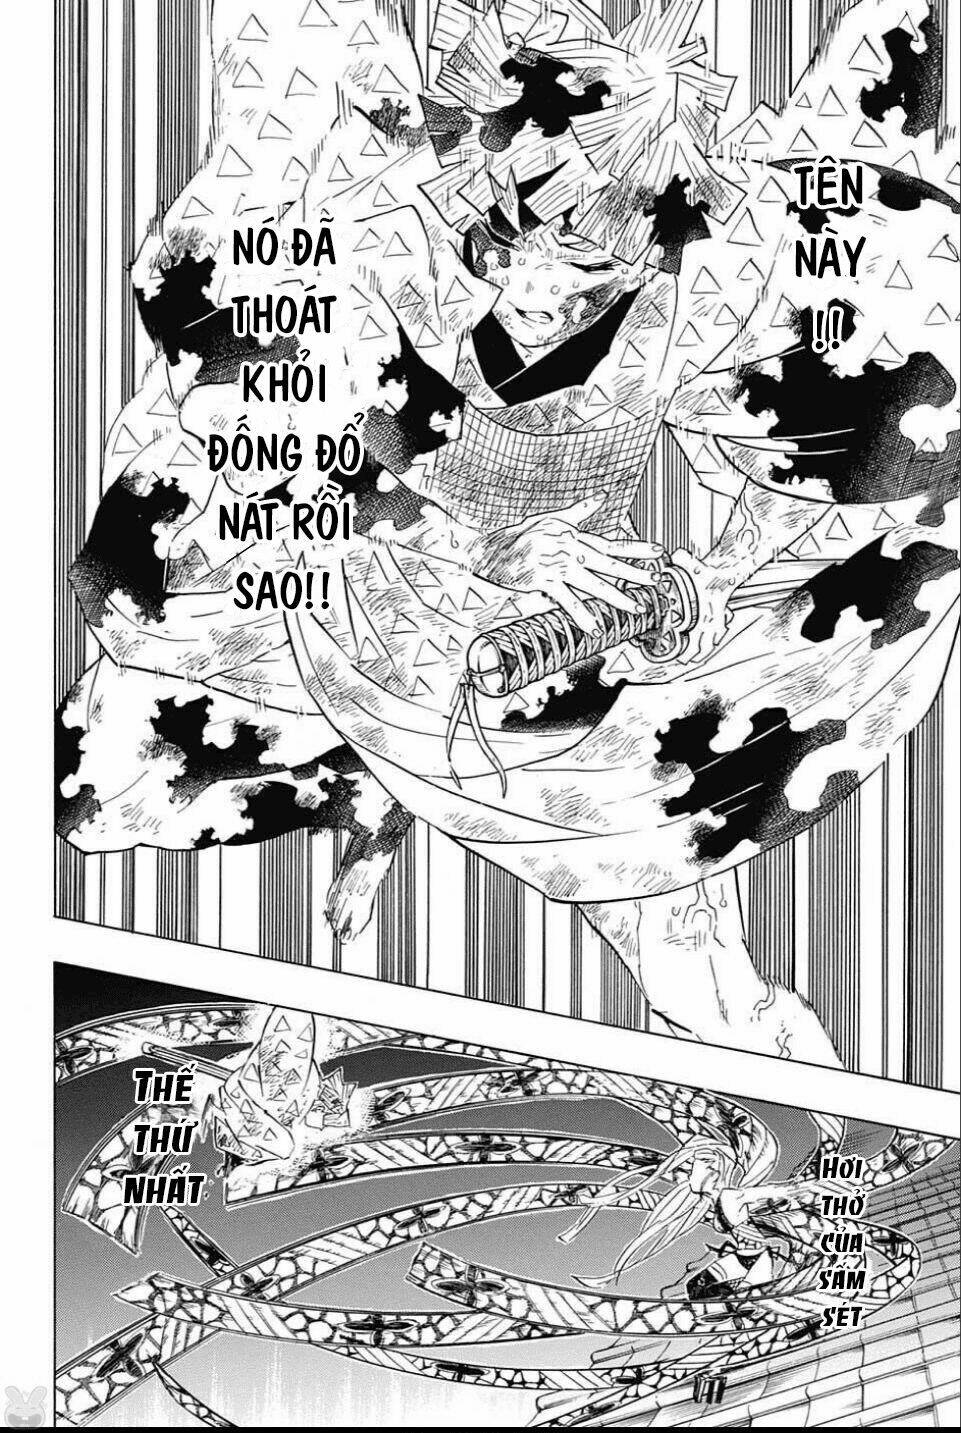 TÊN
NÀY
!!
NÓ ĐÃ
THOÁT
KHỎI
ĐỐNG ĐỔ
NÁT RỒI
SAO!!
HƠI
THỞ
CỦA
SẤM
SÉT
THẾ
THỨ
NHẤT